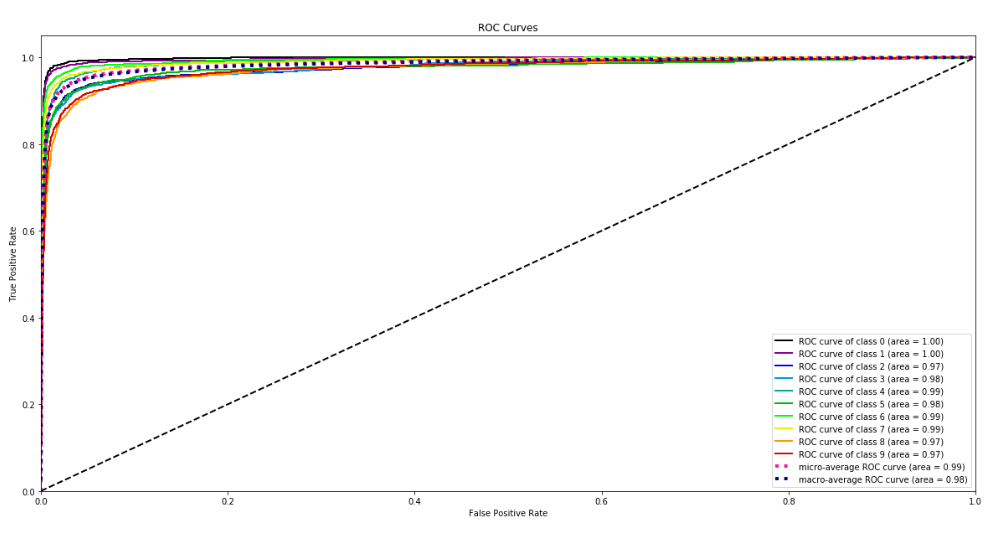 ROC Curves
1.0
0.8
0.6
0.4
0.2
0.0
True Positive Rate
0.0
0.2
0.4
0.6
0.8
1.0
False Positive Rate
ROC curve of class 0 (area = 1.00)
ROC curve of class 1 (area = 1.00)
ROC curve of class 2 (area = 0.97)
ROC curve of class 3 (area = 0.98)
ROC curve of class 4 (area = 0.99)
ROC curve of class 5 (area = 0.98)
ROC curve of class 6 (area = 0.99)
ROC curve of class 7 (area = 0.99)
ROC curve of class 8 (area = 0.97)
ROC curve of class 9 (area = 0.97)
micro-average ROC curve (area = 0.99)
macro-average ROC curve (area = 0.98)